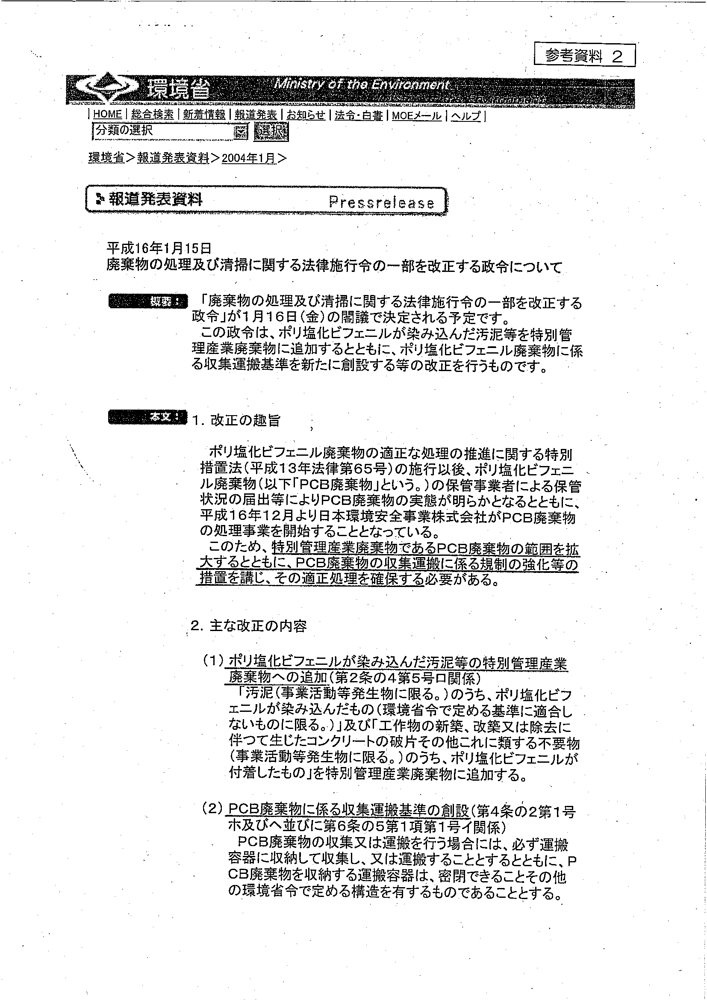 参考資料 2
環境省 Ministry of the Environment
|HOME|総合検索|新着情報|報道発表|お知らせ|法令・白書|MOEメール|ヘルプ|
分類の選択 選択
環境省>報道発表資料>2004年1月>
報道発表資料 Pressrelease
平成16年1月15日
廃棄物の処理及び清掃に関する法律施行令の一部を改正する政令について
概要: 「廃棄物の処理及び清掃に関する法律施行令の一部を改正する
政令」が1月16日(金)の閣議で決定される予定です。
この政令は、ポリ塩化ビフェニルが染み込んだ汚泥等を特別管
理産業廃棄物に追加するとともに、ポリ塩化ビフェニル廃棄物に係
る収集運搬基準を新たに創設する等の改正を行うものです。
本文: 1. 改正の趣旨
ポリ塩化ビフェニル廃棄物の適正な処理の推進に関する特別
措置法(平成13年法律第65号)の施行以後、ポリ塩化ビフェニ
ル廃棄物(以下「PCB廃棄物」という。)の保管事業者による保管
状況の届出等によりPCB廃棄物の実態が明らかとなるとともに、
平成16年12月より日本環境安全事業株式会社がPCB廃棄物
の処理事業を開始することとなっている。
このため、特別管理産業廃棄物であるPCB廃棄物の範囲を拡
大するとともに、PCB廃棄物の収集運搬に係る規制の強化等の
措置を講じ、その適正処理を確保する必要がある。
2. 主な改正の内容
(1) ポリ塩化ビフェニルが染み込んだ汚泥等の特別管理産業
廃棄物への追加(第2条の4第5号ロ関係)
「汚泥(事業活動等発生物に限る。)のうち、ポリ塩化ビフ
ェニルが染み込んだもの(環境省令で定める基準に適合し
ないものに限る。)」及び「工作物の新築、改築又は除去に
伴つて生じたコンクリートの破片その他これに類する不要物
(事業活動等発生物に限る。)のうち、ポリ塩化ビフェニルが
付着したもの」を特別管理産業廃棄物に追加する。
(2) PCB廃棄物に係る収集運搬基準の創設(第4条の2第1号
ホ及びヘ並びに第6条の5第1項第1号イ関係)
PCB廃棄物の収集又は運搬を行う場合には、必ず運搬
容器に収納して収集し、又は運搬することとするとともに、P
CB廃棄物を収納する運搬容器は、密閉できることその他
の環境省令で定める構造を有するものであることとする。